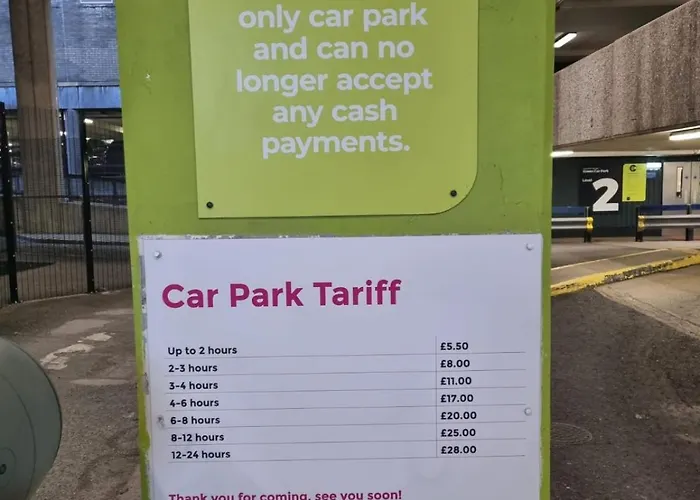 only car park
and can no
longer accept
any cash
payments.
Car Park Tariff
Up to 2 hours £5.50
2-3 hours £8.00
3-4 hours £11.00
4-6 hours £17.00
6-8 hours £20.00
8-12 hours £25.00
12-24 hours £28.00
Thank you for coming, see you soon!
Level
2